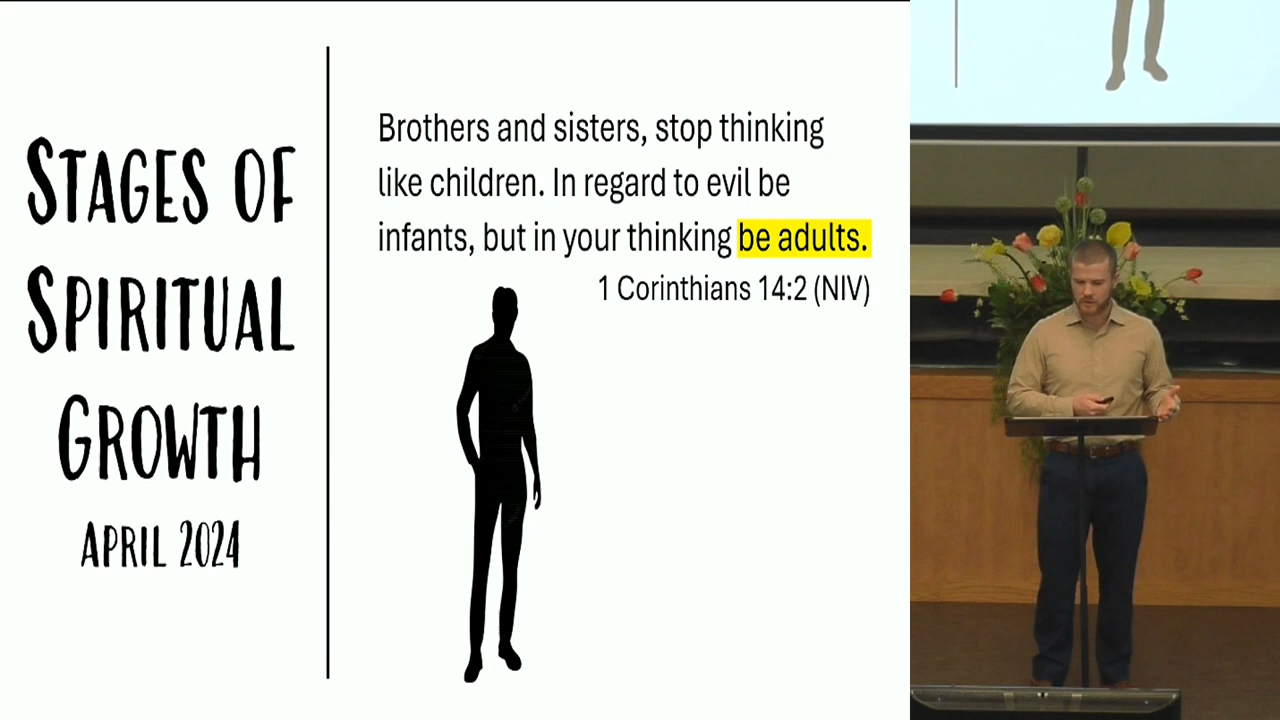 STAGES OF
SPIRITUAL
GROWTH
APRIL 2024
Brothers and sisters, stop thinking
like children. In regard to evil be
infants, but in your thinking be adults.
1 Corinthians 14:2 (NIV)